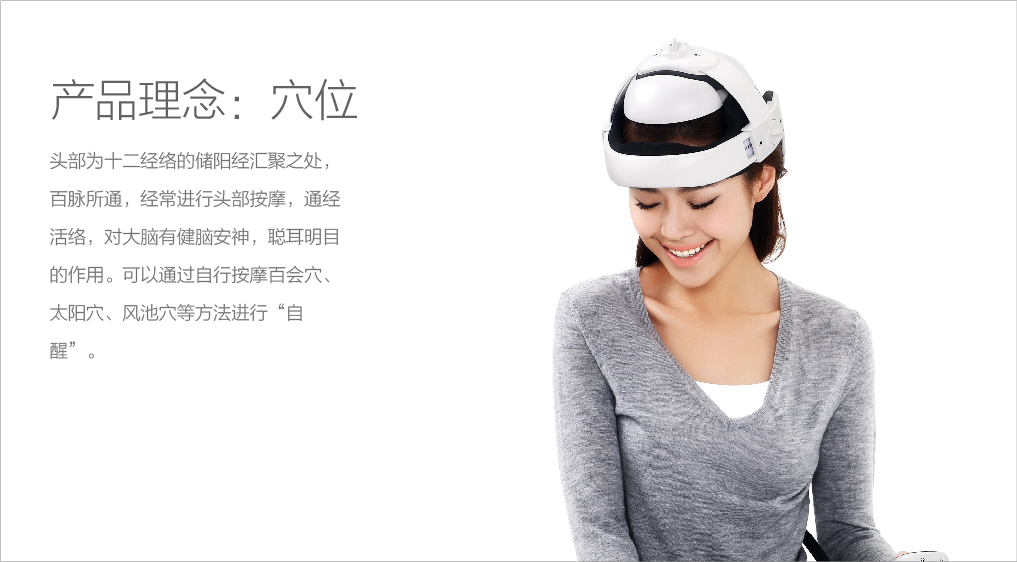 产品理念：穴位
头部为十二经络的储阳经汇聚之处，
百脉所通，经常进行头部按摩，通经
活络，对大脑有健脑安神，聪耳明目
的作用。可以通过自行按摩百会穴、
太阳穴、风池穴等方法进行“自
醒”。